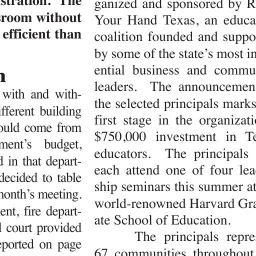 stration. The
sroom without
efficient than
n
with and with-
fferent building
ould come from
ment's budget,
d in that depart-
decided to table
month's meeting.
ent, fire depart-
l court provided
eported on page
ganized and sponsored by R
Your Hand Texas, an educa
coalition founded and suppo
by some of the state's most in
ential business and commu
leaders. The announcemen
the selected principals marks
first stage in the organizatio
$750,000 investment in Te
educators. The principals
each attend one of four lea
ship seminars this summer at
world-renowned Harvard Gra
ate School of Education.
The principals repre
67 communities throughout